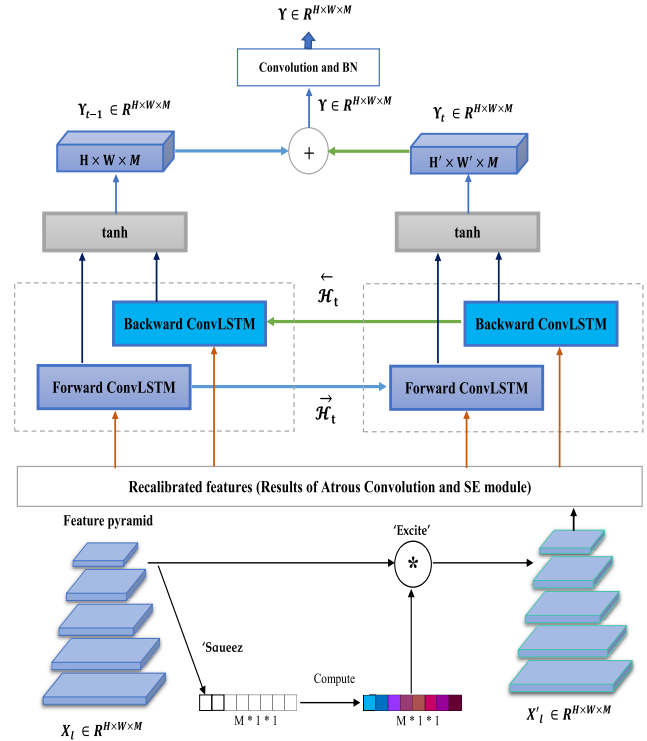 Υ ∈ R^{H×W×M}
Convolution and BN
Υ_{t−1} ∈ R^{H×W×M}
Υ ∈ R^{H×W×M}
Υ_t ∈ R^{H×W×M}
H × W × M
+
H′ × W′ × M
tanh
tanh
←
ℋ_t
Backward ConvLSTM
Backward ConvLSTM
Forward ConvLSTM
Forward ConvLSTM
→
ℋ_t
Recalibrated features (Results of Atrous Convolution and SE module)
Feature pyramid
'Excite'
*
'Squeez
Compute
M * 1 * 1
M * 1 * 1
X_l ∈ R^{H×W×M}
X′_l ∈ R^{H×W×M}